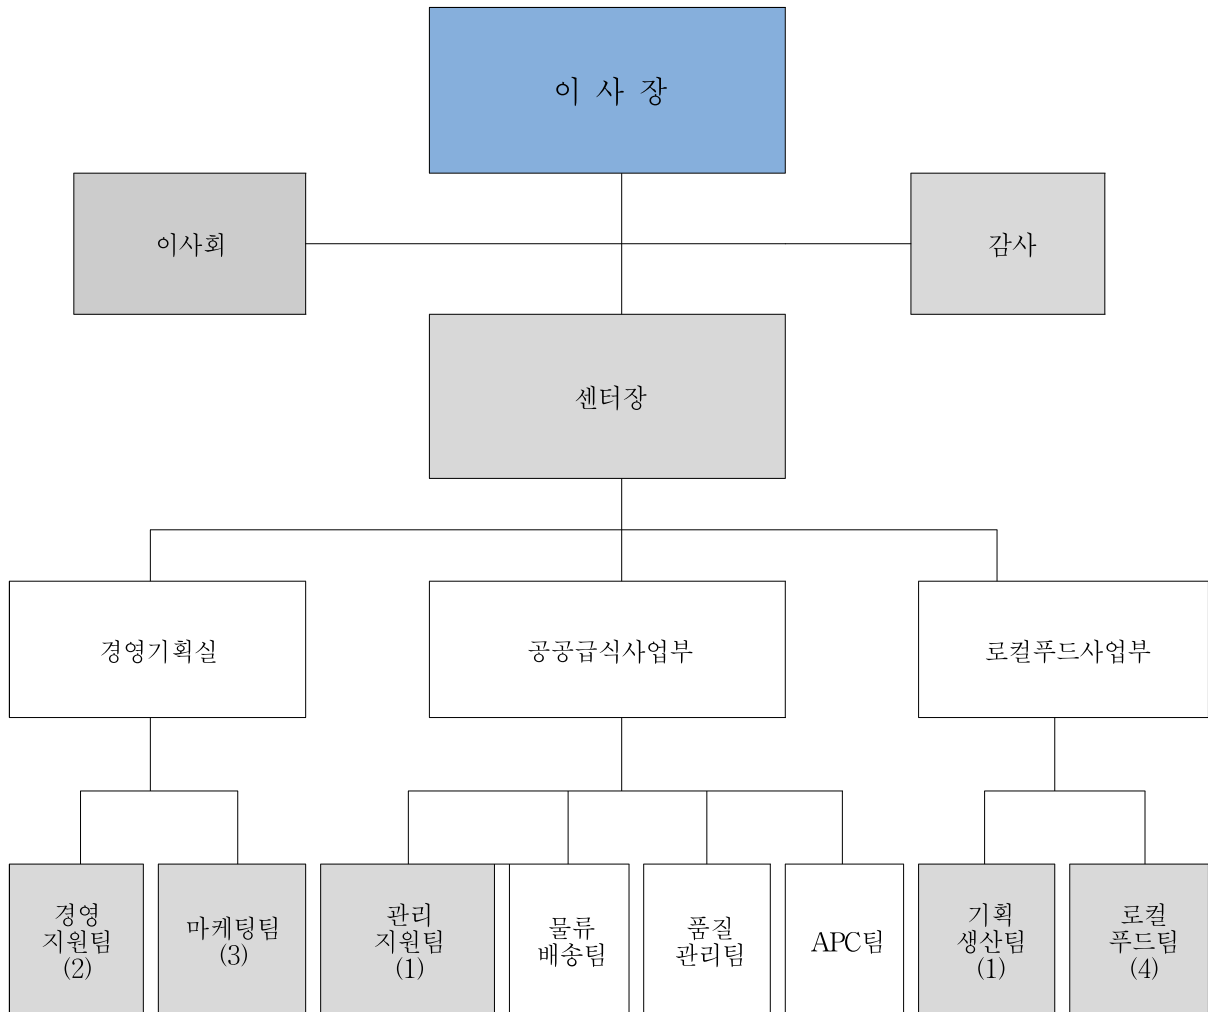 이 사 장
이사회
감사
센터장
경영기획실
공공급식사업부
로컬푸드사업부
경영
지원팀
(2)
마케팅팀
(3)
관리
지원팀
(1)
물류
배송팀
품질
관리팀
APC팀
기획
생산팀
(1)
로컬
푸드팀
(4)